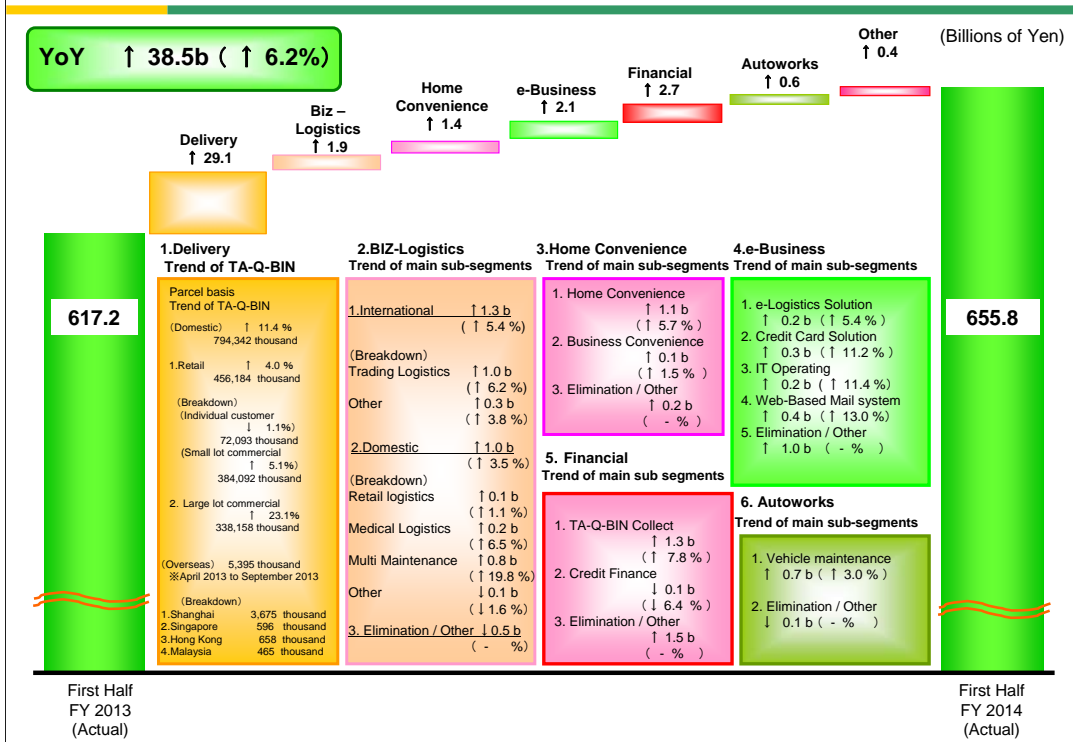 YoY ↑ 38.5b ( ↑ 6.2%)
(Billions of Yen)
Delivery
↑ 29.1
Biz –
Logistics
↑ 1.9
Home
Convenience
↑ 1.4
e-Business
↑ 2.1
Financial
↑ 2.7
Autoworks
↑ 0.6
Other
↑ 0.4
617.2
655.8
1.Delivery
Trend of TA-Q-BIN
Parcel basis
Trend of TA-Q-BIN
(Domestic) ↑ 11.4 %
794,342 thousand
1.Retail ↑ 4.0 %
456,184 thousand
(Breakdown)
(Individual customer
↓ 1.1%)
72,093 thousand
(Small lot commercial
↑ 5.1%)
384,092 thousand
2. Large lot commercial
↑ 23.1%
338,158 thousand
(Overseas) 5,395 thousand
※April 2013 to September 2013
(Breakdown)
1.Shanghai 3,675 thousand
2.Singapore 596 thousand
3.Hong Kong 658 thousand
4.Malaysia 465 thousand
2.BIZ-Logistics
Trend of main sub-segments
1.International ↑ 1.3 b
( ↑ 5.4 %)
(Breakdown)
Trading Logistics ↑ 1.0 b
( ↑ 6.2 %)
Other ↑ 0.3 b
( ↑ 3.8 %)
2.Domestic ↑ 1.0 b
( ↑ 3.5 %)
(Breakdown)
Retail logistics ↑ 0.1 b
( ↑ 1.1 %)
Medical Logistics ↑ 0.2 b
( ↑ 6.5 %)
Multi Maintenance ↑ 0.8 b
( ↑ 19.8 %)
Other ↓ 0.1 b
( ↓ 1.6 %)
3. Elimination / Other ↓ 0.5 b
( - %)
3.Home Convenience
Trend of main sub-segments
1. Home Convenience
↑ 1.1 b
( ↑ 5.7 %)
2. Business Convenience
↑ 0.1 b
( ↑ 1.5 %)
3. Elimination / Other
↑ 0.2 b
( - %)
5. Financial
Trend of main sub segments
1. TA-Q-BIN Collect
↑ 1.3 b
( ↑ 7.8 %)
2. Credit Finance
↓ 0.1 b
( ↓ 6.4 %)
3. Elimination / Other
↑ 1.5 b
( - %)
4.e-Business
Trend of main sub-segments
1. e-Logistics Solution
↑ 0.2 b ( ↑ 5.4 %)
2. Credit Card Solution
↑ 0.3 b ( ↑ 11.2 %)
3. IT Operating
↑ 0.2 b ( ↑ 11.4 %)
4. Web-Based Mail system
↑ 0.4 b ( ↑ 13.0 %)
5. Elimination / Other
↑ 1.0 b ( - %)
6. Autoworks
Trend of main sub-segments
1. Vehicle maintenance
↑ 0.7 b ( ↑ 3.0 % )
2. Elimination / Other
↓ 0.1 b ( - % )
First Half
FY 2013
(Actual)
First Half
FY 2014
(Actual)